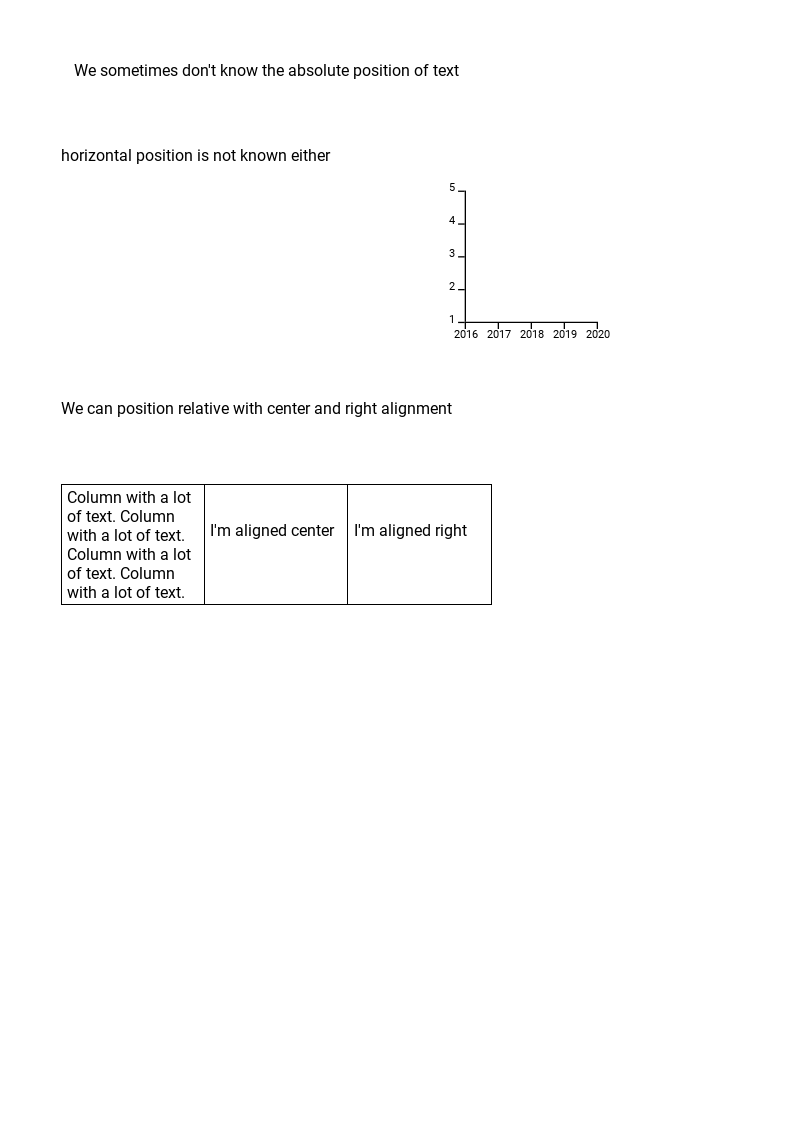 We sometimes don't know the absolute position of text
horizontal position is not known either
5
4
3
2
1
2016 2017 2018 2019 2020
We can position relative with center and right alignment
Column with a lot
of text. Column
with a lot of text.
Column with a lot
of text. Column
with a lot of text.
I'm aligned center
I'm aligned right